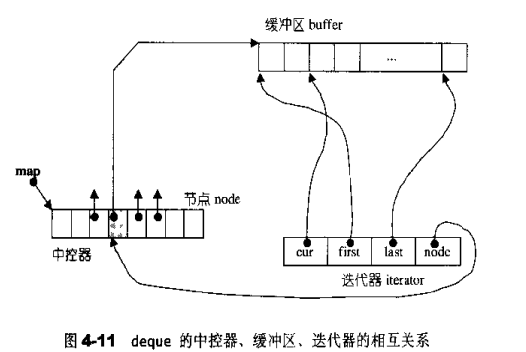 缓冲区 buffer
...
map
节点 node
中控器
cur first last node
迭代器 iterator
图 4-11 deque 的中控器、缓冲区、迭代器的相互关系